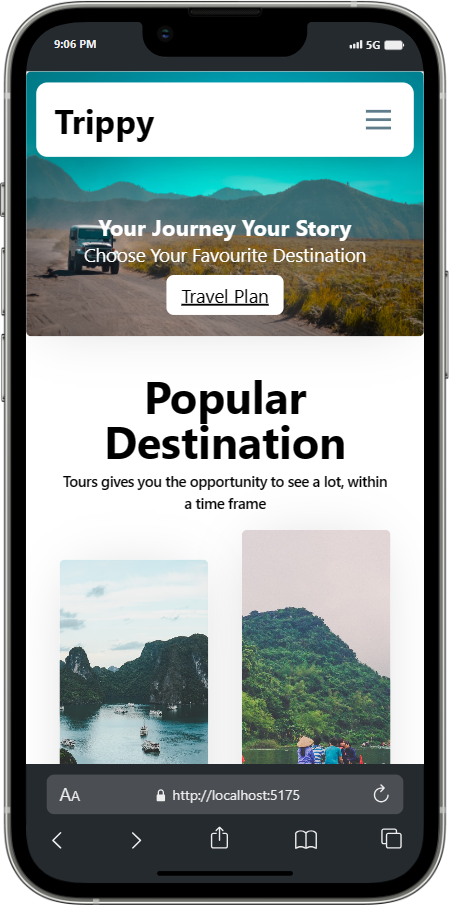 9:06 PM
5G
Trippy
Your Journey Your Story
Choose Your Favourite Destination
Travel Plan
Popular
Destination
Tours gives you the opportunity to see a lot, within
a time frame
AA
http://localhost:5175